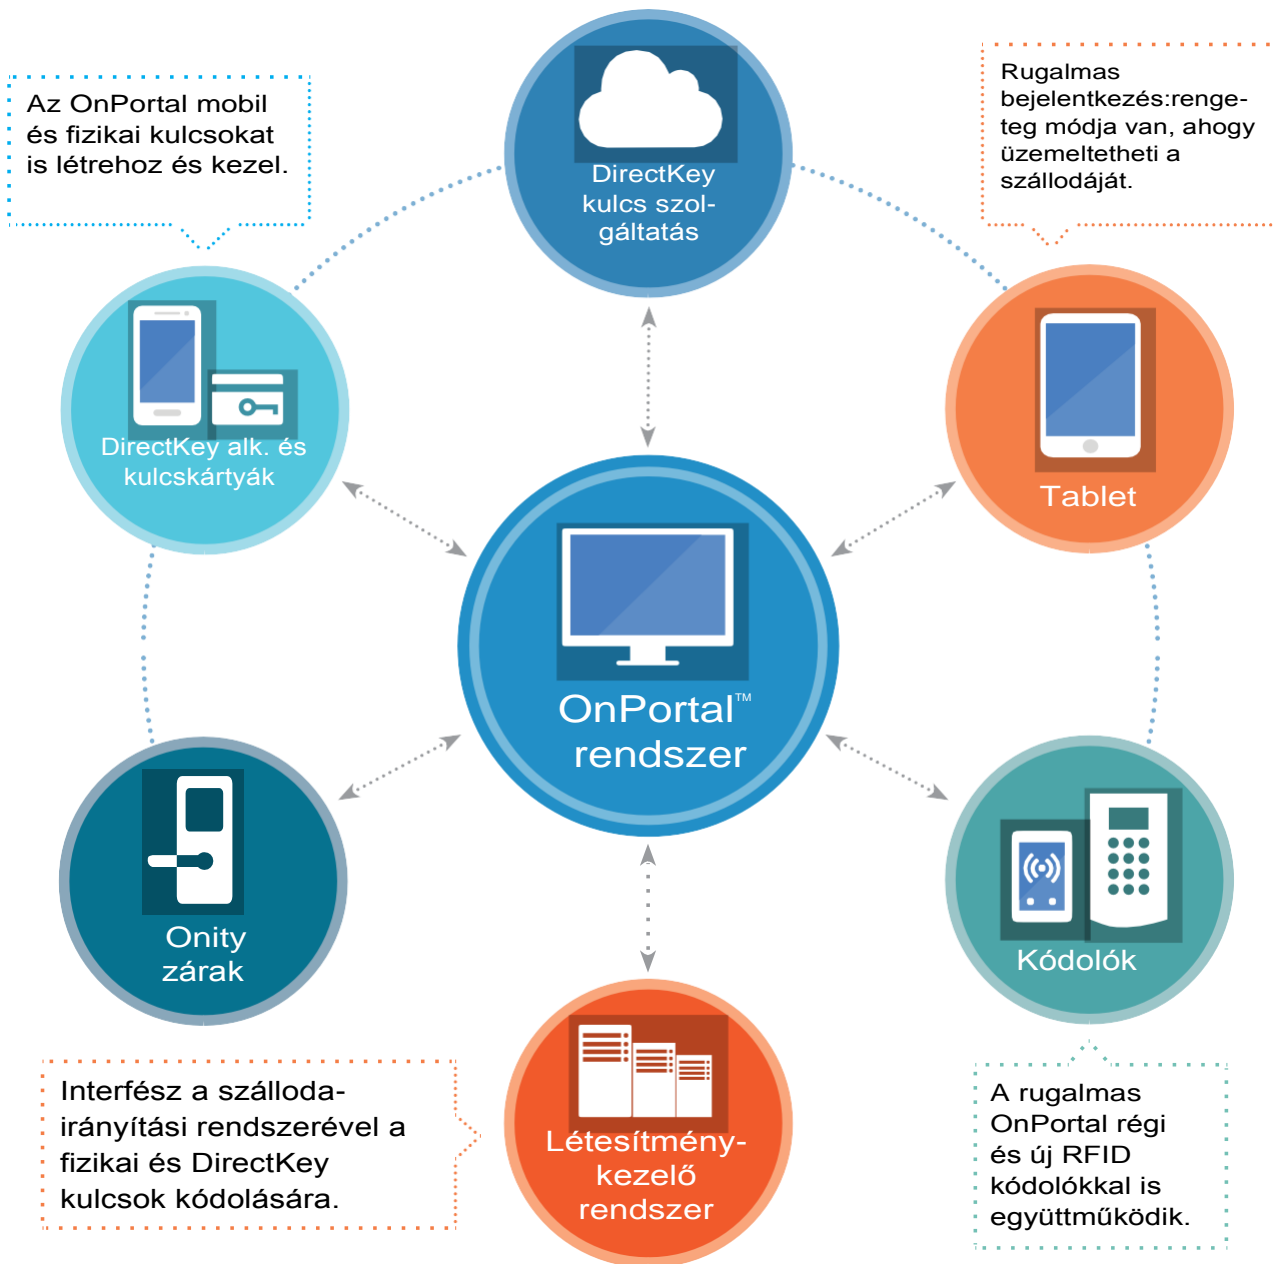 Az OnPortal mobil
és fizikai kulcsokat
is létrehoz és kezel.
DirectKey
kulcs szol-
gáltatás
Rugalmas
bejelentkezés:renge-
teg módja van, ahogy
üzemeltetheti a
szállodáját.
DirectKey alk. és
kulcskártyák
Tablet
OnPortal™
rendszer
Onity
zárak
Kódolók
Interfész a szálloda-
irányítási rendszerével a
fizikai és DirectKey
kulcsok kódolására.
Létesítmény-
kezelő
rendszer
A rugalmas
OnPortal régi
és új RFID
kódolókkal is
együttműködik.